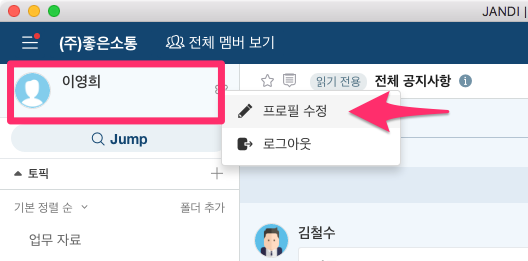 JANDI |
(주)좋은소통 전체 멤버 보기
이영희
읽기 전용 전체 공지사항
프로필 수정
로그아웃
Jump
토픽
기본 정렬 순 폴더 추가
업무 자료
김철수